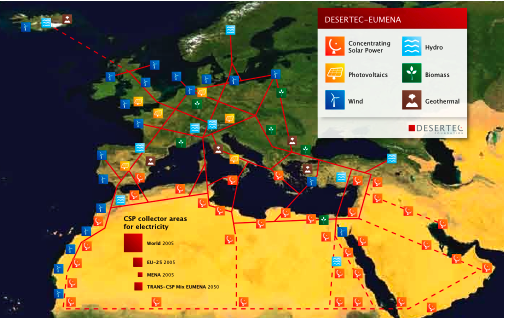 DESERTEC-EUMENA
Concentrating
Solar Power
Hydro
Photovoltaics
Biomass
Wind
Geothermal
DESERTEC
CSP collector areas
for electricity
World 2005
EU-25 2005
MENA 2005
TRANS-CSP Mix EUMENA 2050